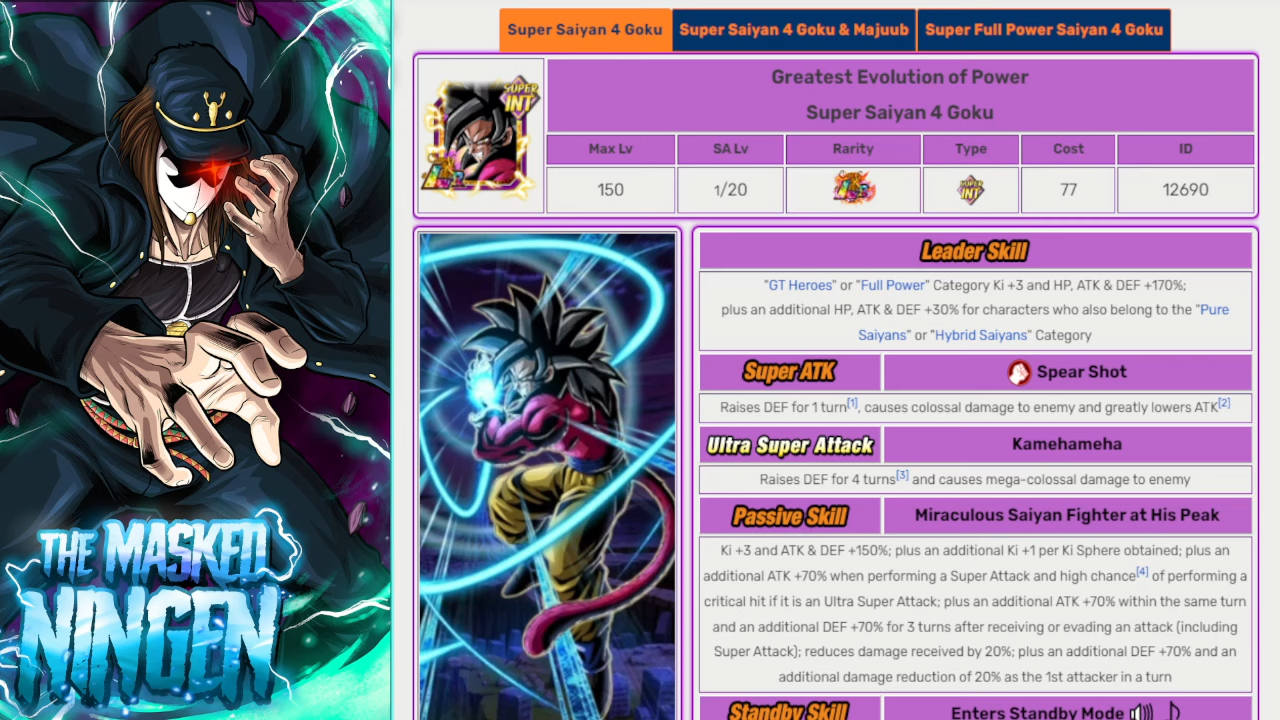 Super Saiyan 4 Goku
Super Saiyan 4 Goku & Majuub
Super Full Power Saiyan 4 Goku
SUPER
INT
Greatest Evolution of Power
Super Saiyan 4 Goku
Max Lv
SA Lv
Rarity
Type
Cost
ID
150
1/20
LR
SUPER
INT
77
12690
Leader Skill
"GT Heroes" or "Full Power" Category Ki +3 and HP, ATK & DEF +170%;
plus an additional HP, ATK & DEF +30% for characters who also belong to the "Pure
Saiyans" or "Hybrid Saiyans" Category
Super ATK
Spear Shot
Raises DEF for 1 turn[1], causes colossal damage to enemy and greatly lowers ATK[2]
Ultra Super Attack
Kamehameha
Raises DEF for 4 turns[3] and causes mega-colossal damage to enemy
Passive Skill
Miraculous Saiyan Fighter at His Peak
Ki +3 and ATK & DEF +150%; plus an additional Ki +1 per Ki Sphere obtained; plus an
additional ATK +70% when performing a Super Attack and high chance[4] of performing a
critical hit if it is an Ultra Super Attack; plus an additional ATK +70% within the same turn
and an additional DEF +70% for 3 turns after receiving or evading an attack (including
Super Attack); reduces damage received by 20%; plus an additional DEF +70% and an
additional damage reduction of 20% as the 1st attacker in a turn
Standby Skill
Enters Standby Mode
THE MASKED
NINGEN